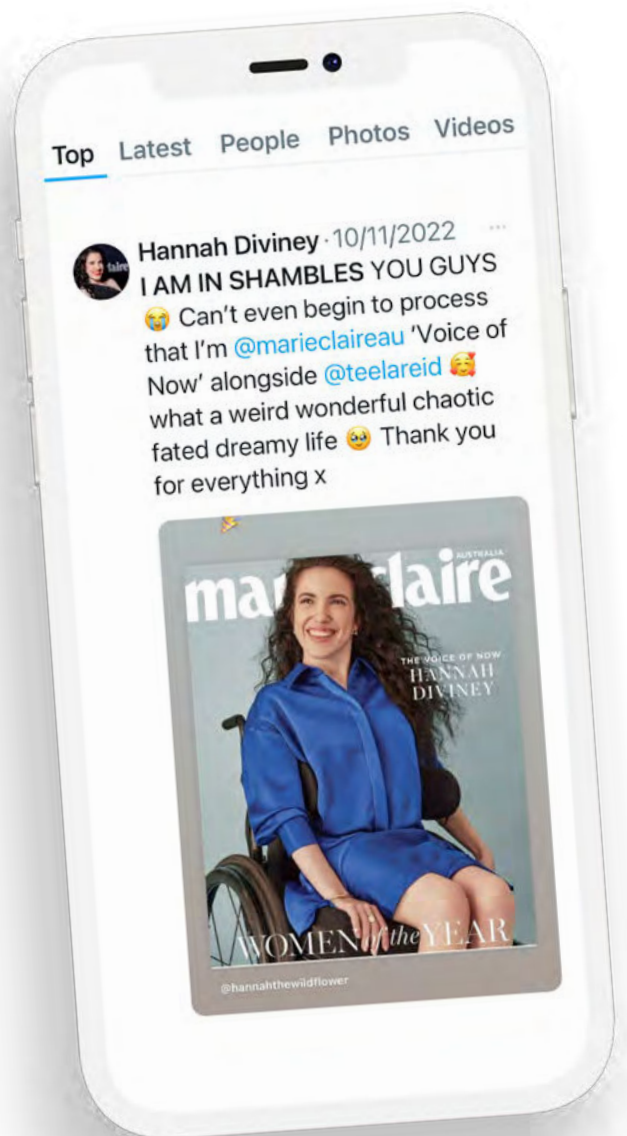 Top Latest People Photos Videos
Hannah Diviney · 10/11/2022 ...
I AM IN SHAMBLES YOU GUYS
😭 Can't even begin to process
that I'm @marieclaireau 'Voice of
Now' alongside @teelareid 🥰
what a weird wonderful chaotic
fated dreamy life 🥹 Thank you
for everything x
AUSTRALIA
ma laire
THE VOICE OF NOW
HANNAH
DIVINEY
WOMEN of the YEAR
@hannahthewildflower